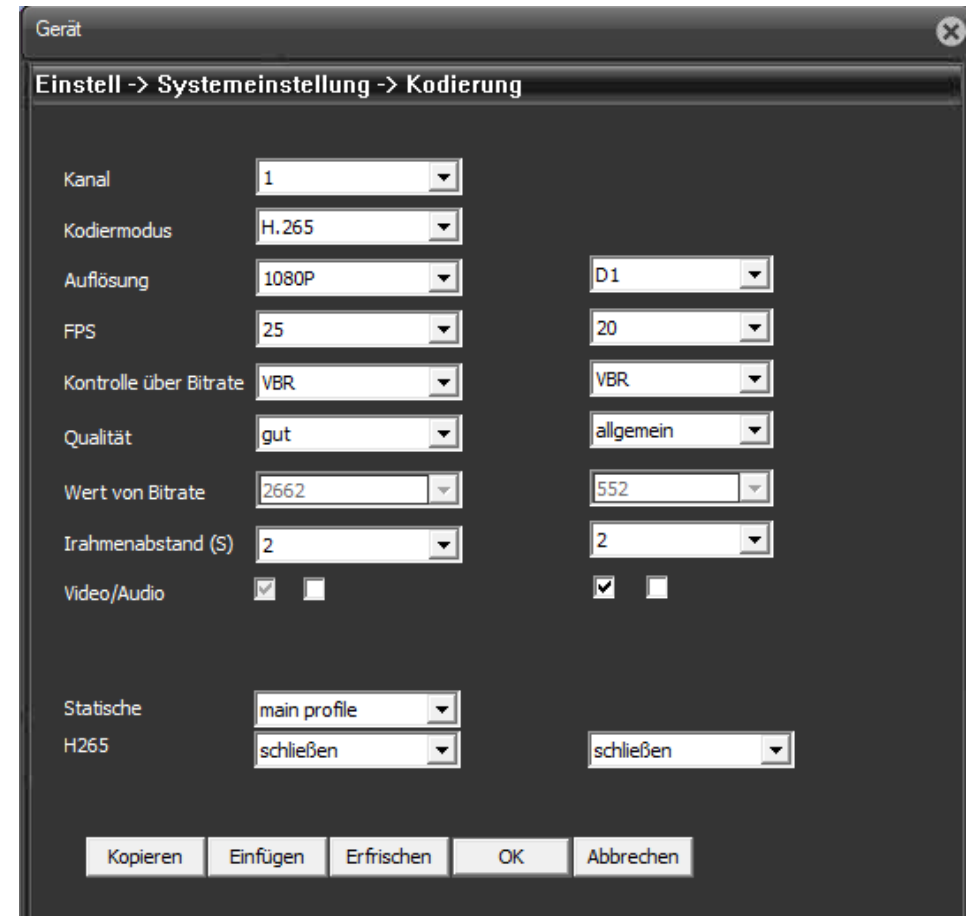 Gerät
Einstell -> Systemeinstellung -> Kodierung
Kanal 1
Kodiermodus H.265
Auflösung 1080P D1
FPS 25 20
Kontrolle über Bitrate VBR VBR
Qualität gut allgemein
Wert von Bitrate 2662 552
Irahmenabstand (S) 2 2
Video/Audio
Statische main profile
H265 schließen schließen
Kopieren Einfügen Erfrischen OK Abbrechen